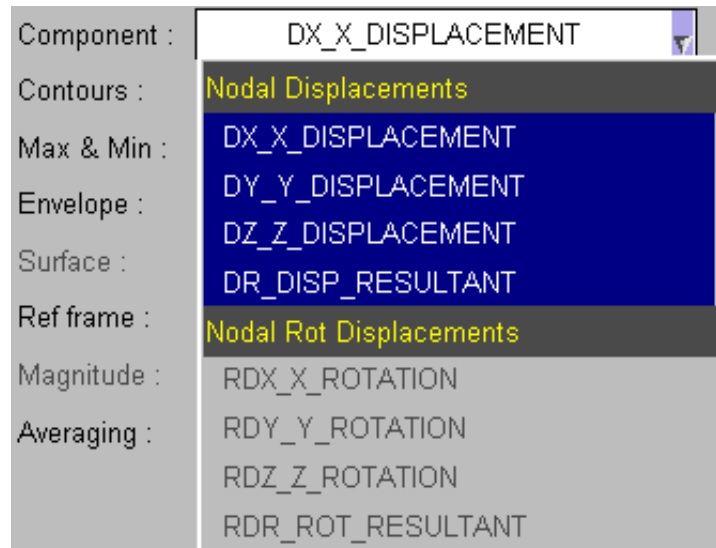 Component : DX_X_DISPLACEMENT
Contours : Nodal Displacements
Max & Min : DX_X_DISPLACEMENT
Envelope : DY_Y_DISPLACEMENT
Surface : DZ_Z_DISPLACEMENT
DR_DISP_RESULTANT
Ref frame : Nodal Rot Displacements
Magnitude : RDX_X_ROTATION
Averaging : RDY_Y_ROTATION
RDZ_Z_ROTATION
RDR_ROT_RESULTANT